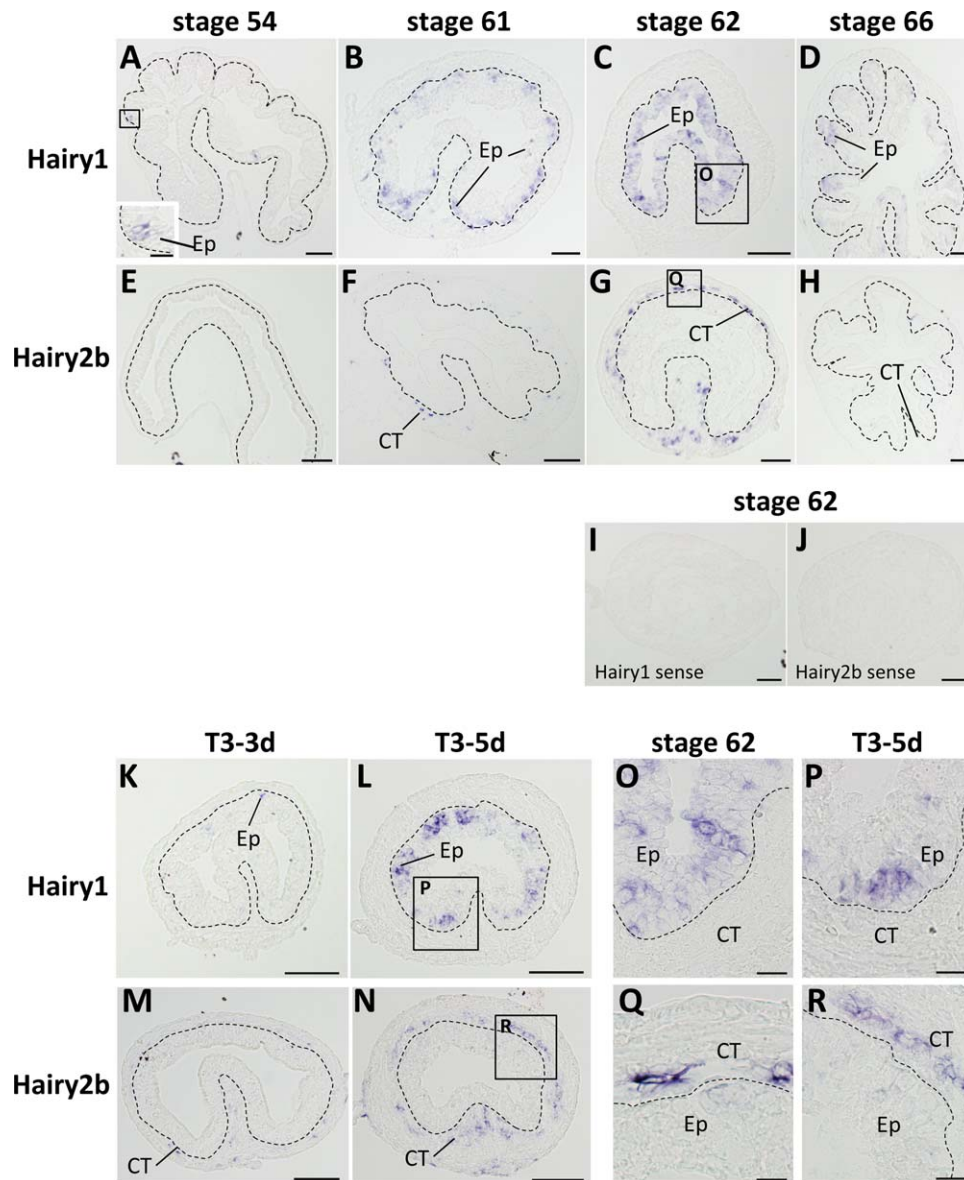 stage 54 stage 61 stage 62 stage 66
Hairy1
A Ep
B Ep
C Ep O
D Ep
Hairy2b
E
F CT
G Q CT
H CT
stage 62
I Hairy1 sense
J Hairy2b sense
T3-3d T3-5d stage 62 T3-5d
Hairy1
K Ep
L Ep P
O Ep CT
P Ep CT
Hairy2b
M CT
N R CT
Q CT Ep
R CT Ep